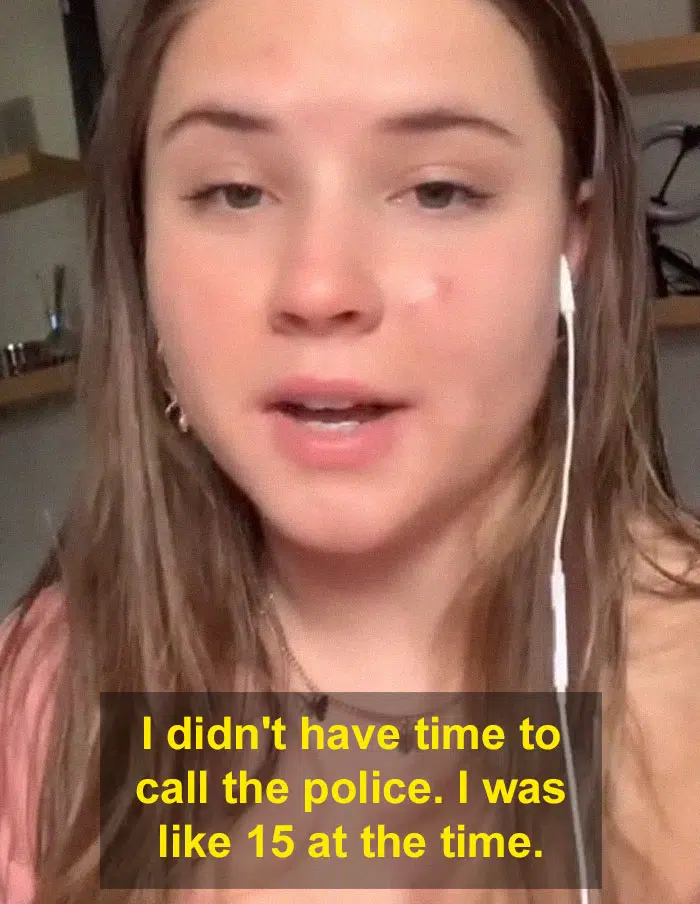 I didn't have time to
call the police. I was
like 15 at the time.